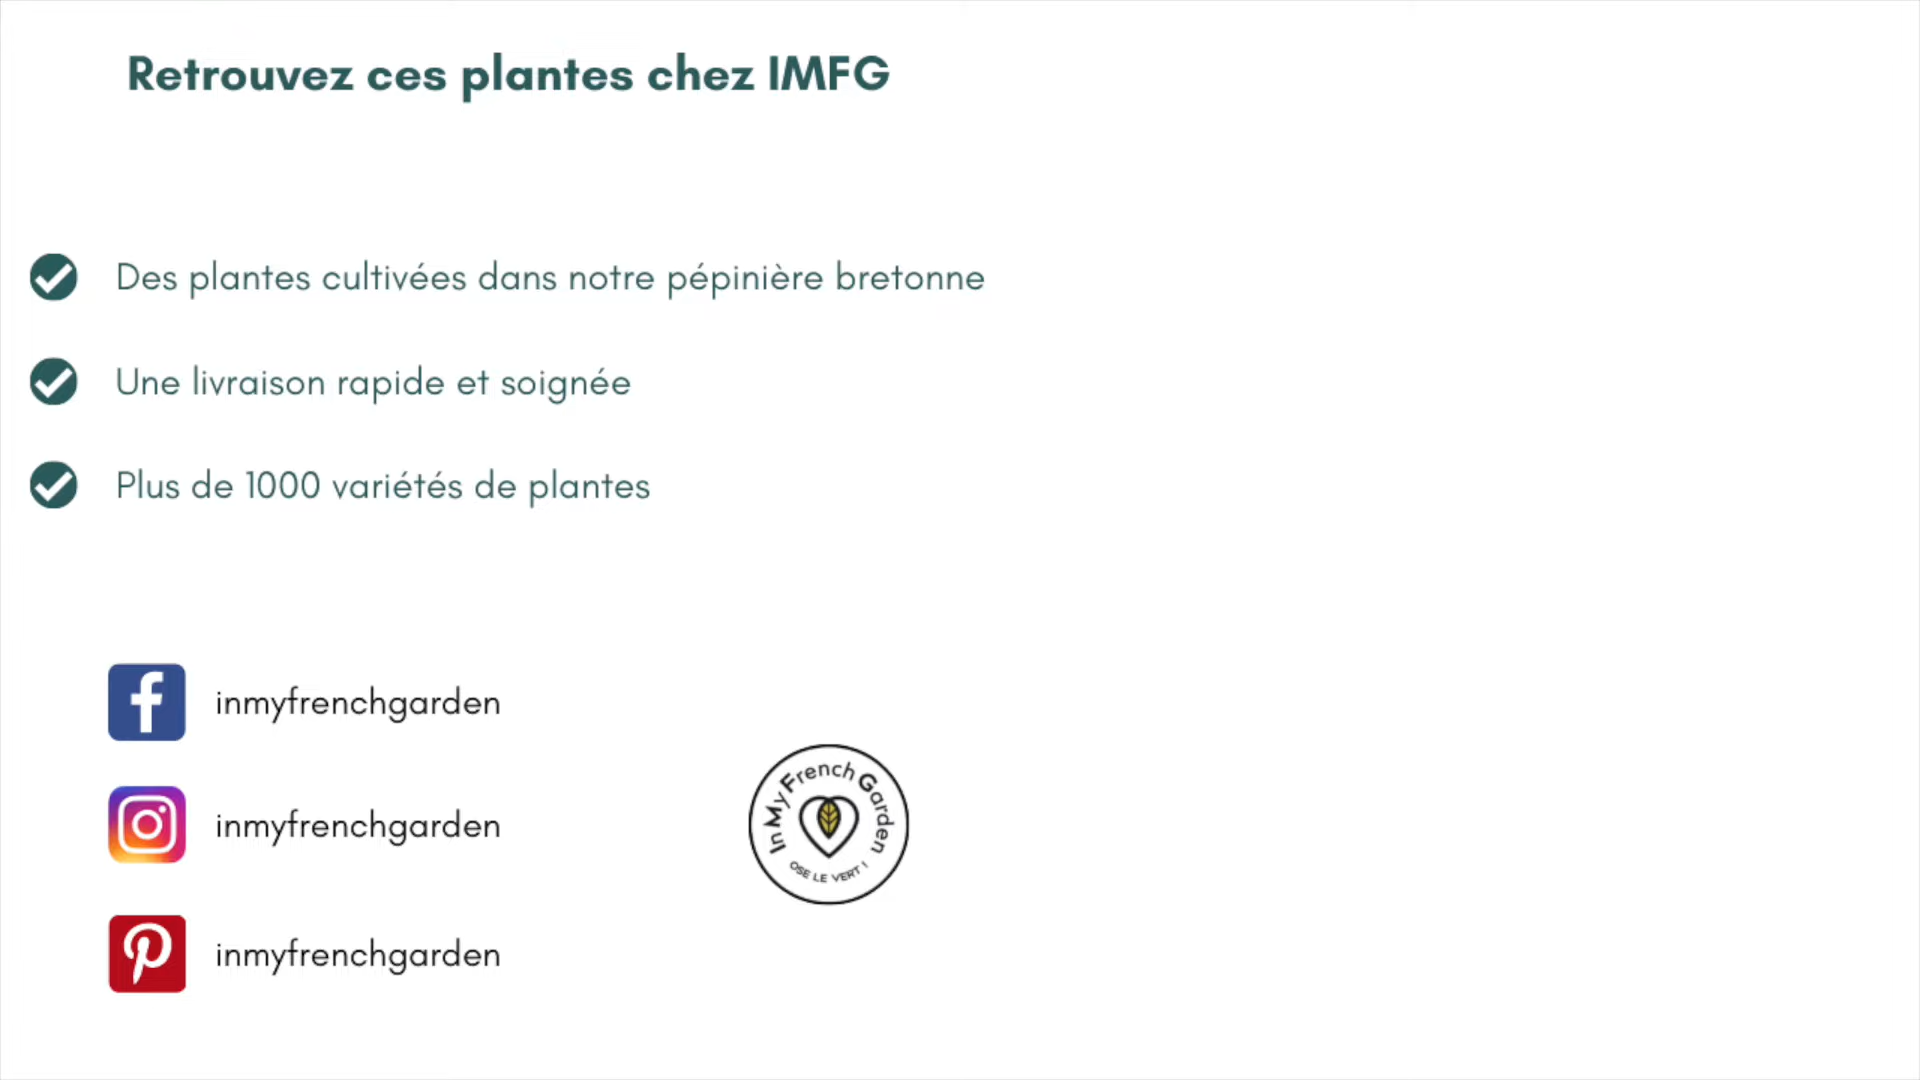 Retrouvez ces plantes chez IMFG
Des plantes cultivées dans notre pépinière bretonne
Une livraison rapide et soignée
Plus de 1000 variétés de plantes
inmyfrenchgarden
inmyfrenchgarden
inmyfrenchgarden
In My French Garden
OSE LE VERT !